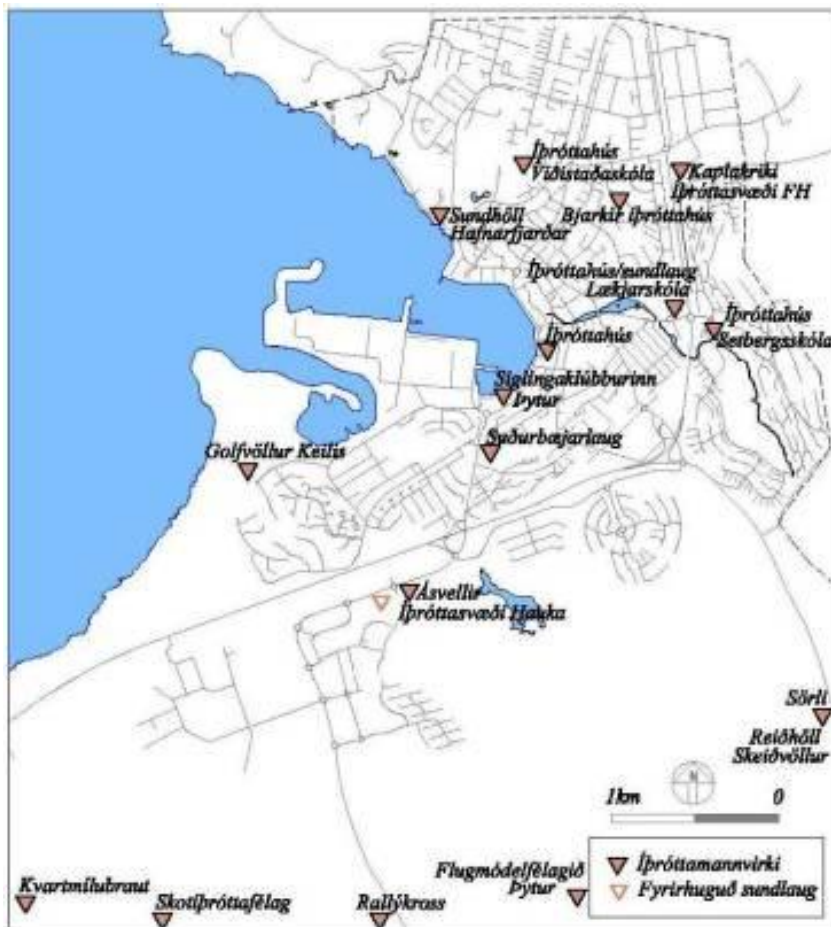 Íþróttahús
Víðistaðaskóla
Kaplakriki
Íþróttasvæði FH
Bjarkir íþróttahús
Sundhöll
Hafnarfjarðar
Íþróttahús/sundlaug
Lækjarskóla
Íþróttahús
Setbergsskóla
Íþróttahús
Siglingaklúbburinn
Þytur
Suðurbæjarlaug
Golfvöllur Keilis
Ásvellir
Íþróttasvæði Hauka
Sörli
Reiðhöll
Skeiðvöllur
N
1km 0
Íþróttamannvirki
Fyrirhuguð sundlaug
Flugmódelfélagið
Þytur
Kvartmílubraut
Skotíþróttafélag
Rallýkross